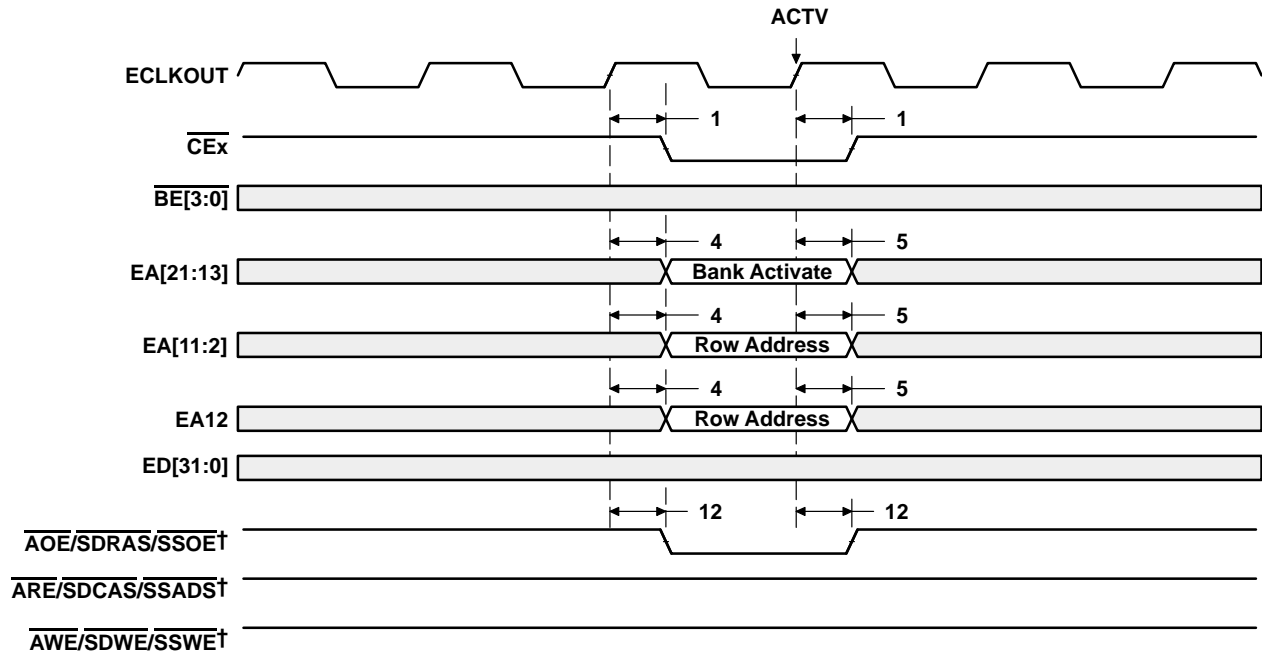 ACTV
ECLKOUT
1 1
CEx
BE[3:0]
4 5
EA[21:13] Bank Activate
4 5
EA[11:2] Row Address
4 5
EA12 Row Address
ED[31:0]
12 12
AOE/SDRAS/SSOE†
ARE/SDCAS/SSADS†
AWE/SDWE/SSWE†